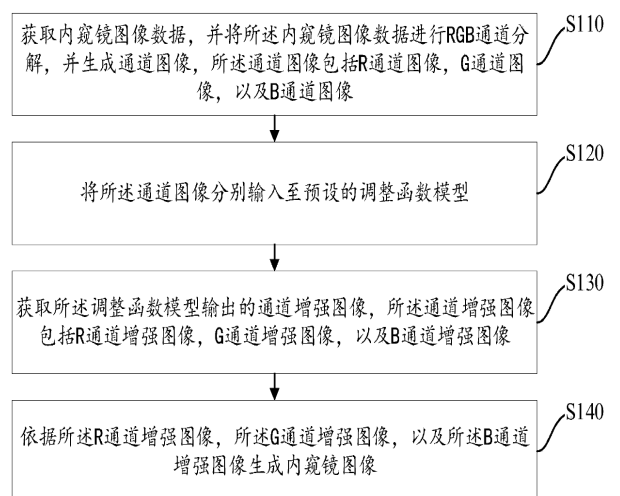 获取内窥镜图像数据，并将所述内窥镜图像数据进行RGB通道分
解，并生成通道图像，所述通道图像包括R通道图像，G通道图
像，以及B通道图像
S110
将所述通道图像分别输入至预设的调整函数模型
S120
获取所述调整函数模型输出的通道增强图像，所述通道增强图像
包括R通道增强图像，G通道增强图像，以及B通道增强图像
S130
依据所述R通道增强图像，所述G通道增强图像，以及所述B通道
增强图像生成内窥镜图像
S140